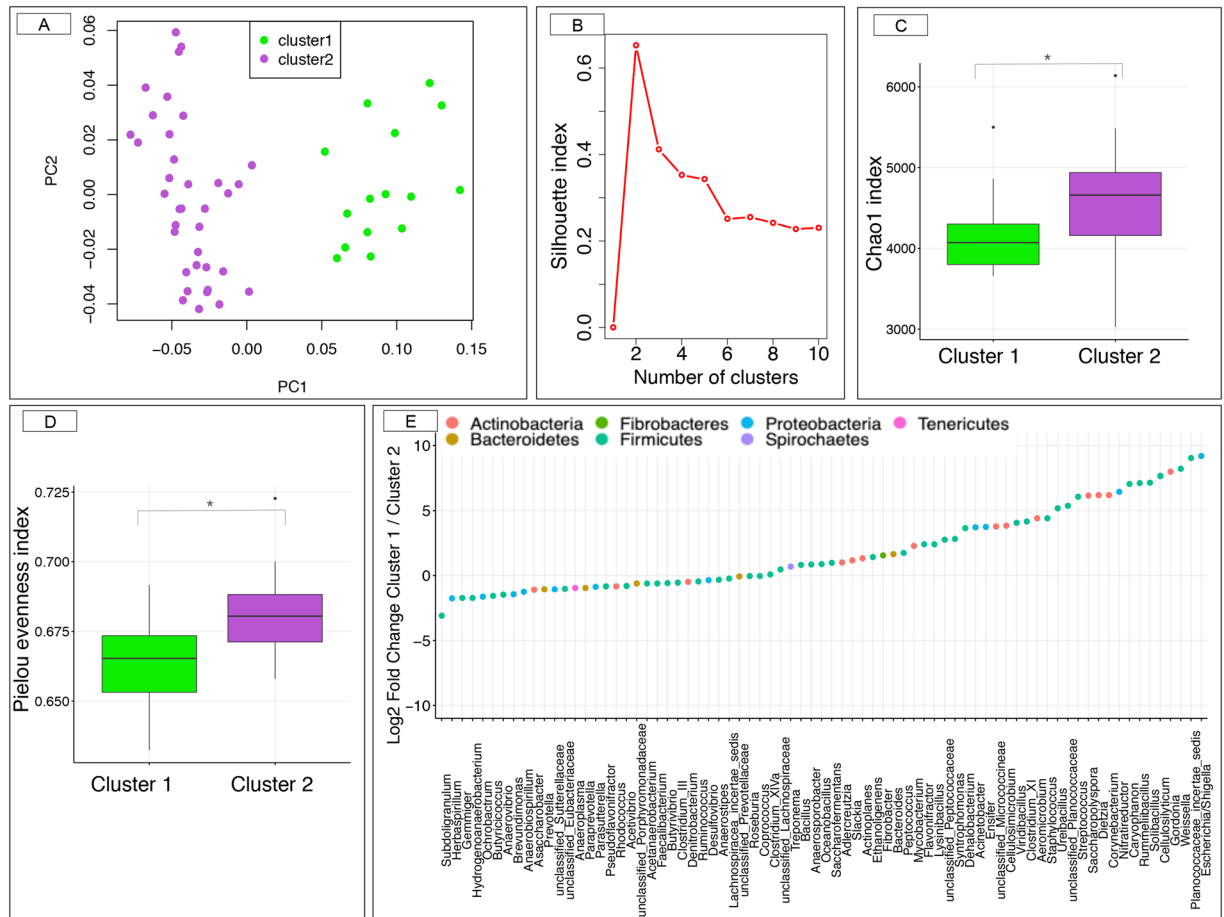 A
0.06
0.04
0.02
0.00
−0.02
−0.04
PC2
cluster1
cluster2
−0.05
0.00
0.05
0.10
0.15
PC1
B
Silhouette index
0.6
0.4
0.2
0.0
2
4
6
8
10
Number of clusters
C
Chao1 index
6000
5000
4000
3000
*
Cluster 1
Cluster 2
D
Pielou evenness index
0.725
0.700
0.675
0.650
*
Cluster 1
Cluster 2
E
Actinobacteria
Fibrobacteres
Proteobacteria
Tenericutes
Bacteroidetes
Firmicutes
Spirochaetes
Log2 Fold Change Cluster 1 / Cluster 2
10
5
0
−5
−10
Subdoligranulum
Herbaspirillum
Gemmiger
Hydrogenoanaerobacterium
Ochrobactrum
Butyricicoccus
Anaerovibrio
Brevundimonas
Anaerobiospirillum
Asaccharobacter
Prevotella
unclassified_Sutterellaceae
unclassified_Eubacteriaceae
Anaeroplasma
Paraprevotella
Parasutterella
Pseudoflavonifractor
Rhodococcus
Acetivibrio
unclassified_Porphyromonadaceae
Acetanaerobacterium
Faecalibacterium
Butyrivibrio
Clostridium_III
Denitrobacterium
Ruminococcus
Desulfovibrio
Anaerostipes
Lachnospiracea_incertae_sedis
unclassified_Prevotellaceae
Roseburia
Coprococcus
Clostridium_XIVa
unclassified_Lachnospiraceae
Treponema
Bacillus
Anaerosporobacter
Oceanobacillus
Saccharofermentans
Adlercreutzia
Slackia
Actinoplanes
Ethanoligenens
Fibrobacter
Bacteroides
Peptococcus
Mycobacterium
Flavonifractor
Lysinibacillus
unclassified_Peptococcaceae
Syntrophomonas
Dehalobacterium
Acinetobacter
Ensifer
unclassified_Micrococcineae
Cellulosimicrobium
Viridibacillus
Clostridium_XI
Aeromicrobium
Staphylococcus
Ureibacillus
unclassified_Planococcaceae
Streptococcus
Saccharopolyspora
Dietzia
Corynebacterium
Nitratireductor
Caryophanon
Rummeliibacillus
Solibacillus
Cellulosilyticum
Gordonia
Weissella
Planococcaceae_incertae_sedis
Escherichia/Shigella